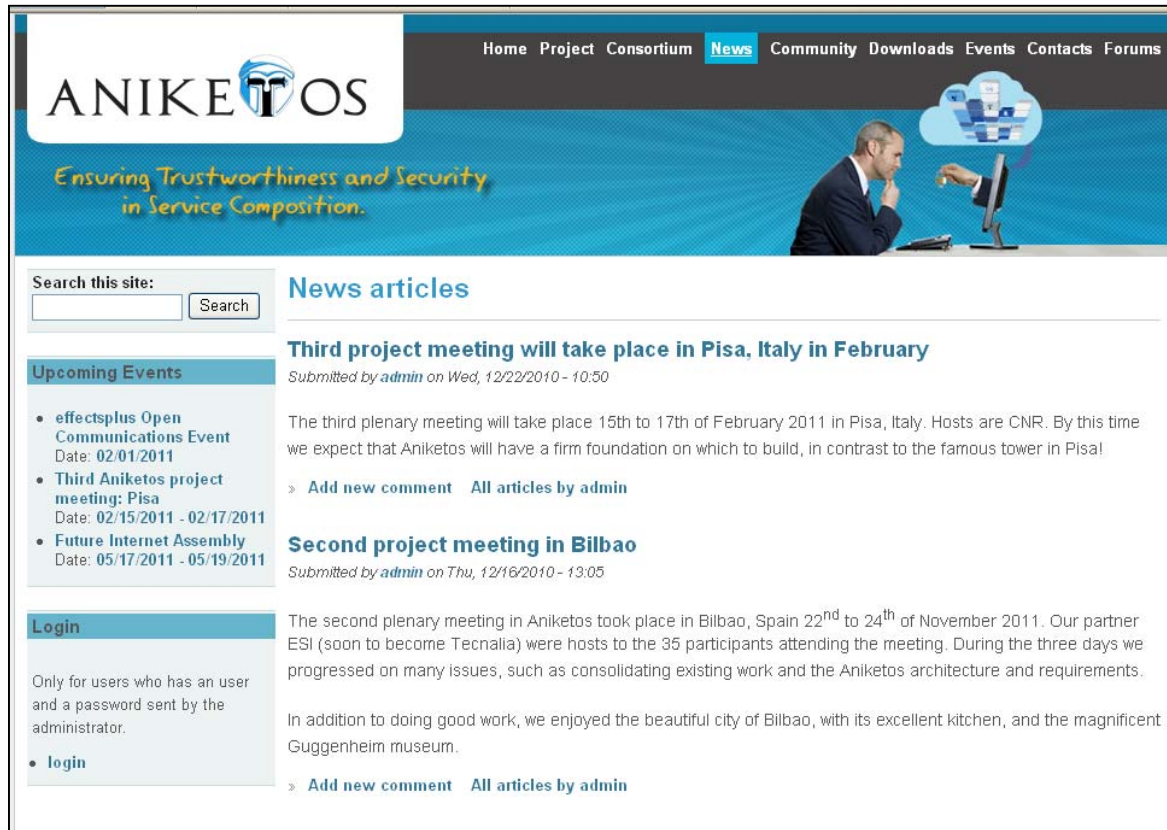 Home Project Consortium News Community Downloads Events Contacts Forums
ANIKETOS
Ensuring Trustworthiness and Security
in Service Composition.
Search this site:
Search
Upcoming Events
• effectsplus Open
Communications Event
Date: 02/01/2011
• Third Aniketos project
meeting: Pisa
Date: 02/15/2011 - 02/17/2011
• Future Internet Assembly
Date: 05/17/2011 - 05/19/2011
Login
Only for users who has an user
and a password sent by the
administrator.
• login
News articles
Third project meeting will take place in Pisa, Italy in February
Submitted by admin on Wed, 12/22/2010 - 10:50
The third plenary meeting will take place 15th to 17th of February 2011 in Pisa, Italy. Hosts are CNR. By this time
we expect that Aniketos will have a firm foundation on which to build, in contrast to the famous tower in Pisa!
» Add new comment All articles by admin
Second project meeting in Bilbao
Submitted by admin on Thu, 12/16/2010 - 13:05
The second plenary meeting in Aniketos took place in Bilbao, Spain 22nd to 24th of November 2011. Our partner
ESI (soon to become Tecnalia) were hosts to the 35 participants attending the meeting. During the three days we
progressed on many issues, such as consolidating existing work and the Aniketos architecture and requirements.
In addition to doing good work, we enjoyed the beautiful city of Bilbao, with its excellent kitchen, and the magnificent
Guggenheim museum.
» Add new comment All articles by admin